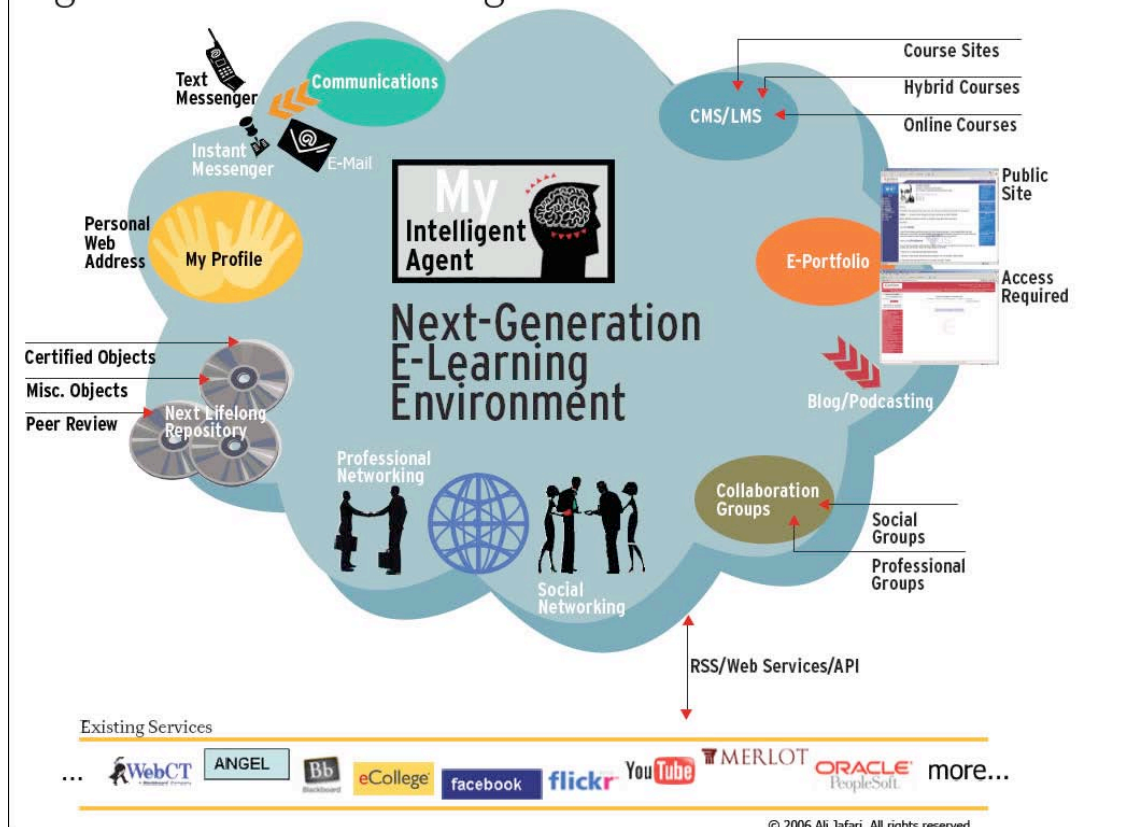 Communications
Text
Messenger
Instant
Messenger
E-Mail
CMS/LMS
Course Sites
Hybrid Courses
Online Courses
My
Intelligent
Agent
Personal
Web
Address
My Profile
E-Portfolio
Public
Site
Access
Required
Next-Generation
E-Learning
Environment
Certified Objects
Misc. Objects
Peer Review
Next Lifelong
Repository
Blog/Podcasting
Professional
Networking
Social
Networking
Collaboration
Groups
Social
Groups
Professional
Groups
RSS/Web Services/API
Existing Services
... WebCT ANGEL Bb Blackboard eCollege facebook flickr YouTube MERLOT ORACLE PeopleSoft. more...
© 2006 Ali Jafari. All rights reserved